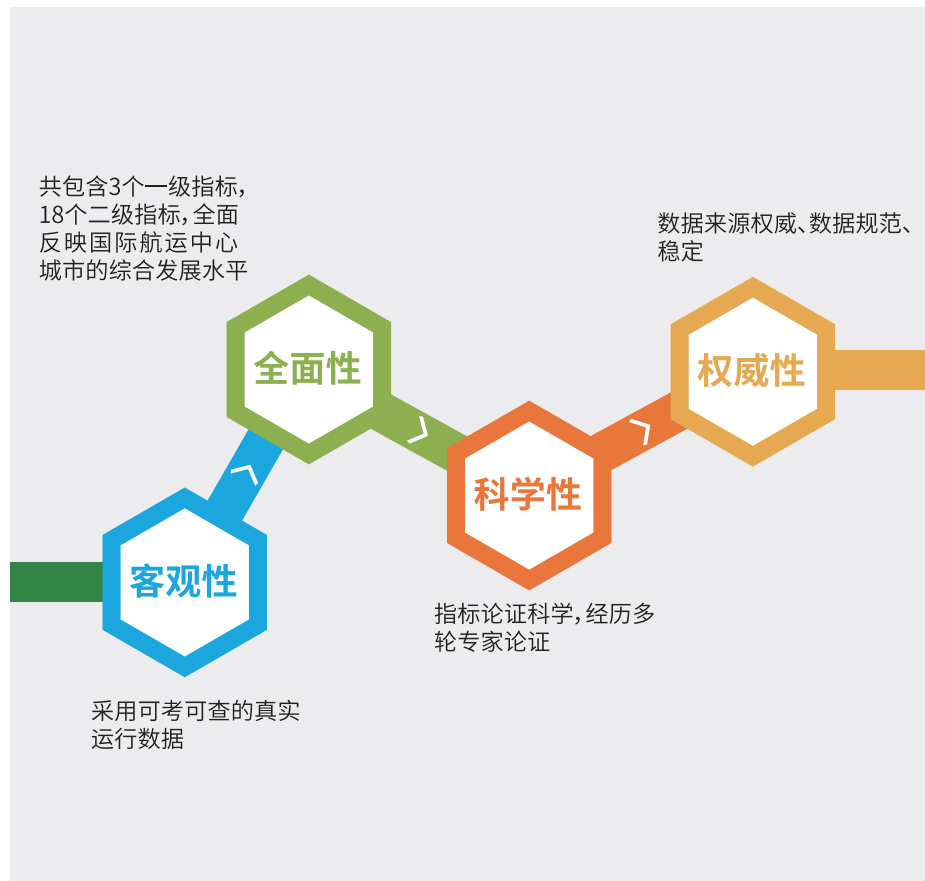 共包含3个一级指标，
18个二级指标，全面
反映国际航运中心
城市的综合发展水平
全面性
数据来源权威、数据规范、
稳定
权威性
科学性
指标论证科学，经历多
轮专家论证
客观性
采用可考可查的真实
运行数据